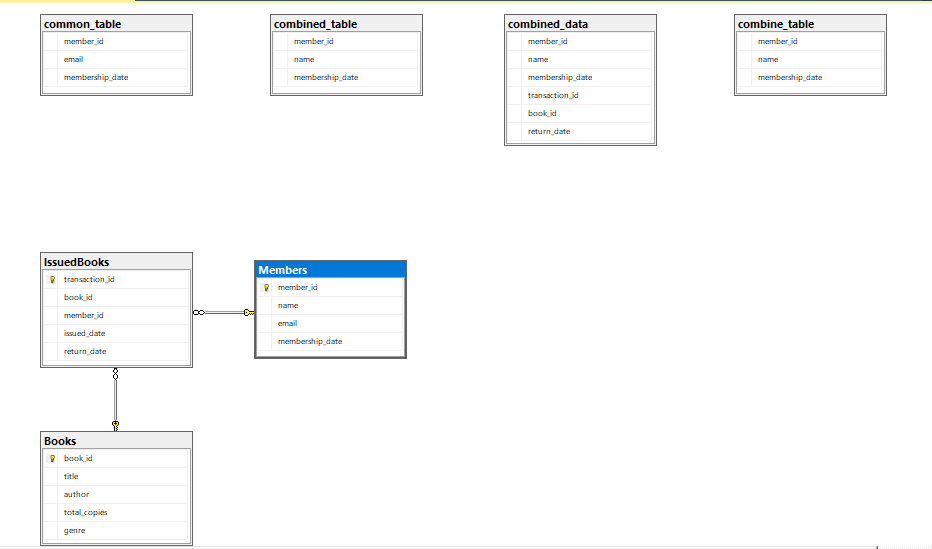 common_table
member_id
email
membership_date
combined_table
member_id
name
membership_date
combined_data
member_id
name
membership_date
transaction_id
book_id
return_date
combine_table
member_id
name
membership_date
IssuedBooks
transaction_id
book_id
member_id
issued_date
return_date
Members
member_id
name
email
membership_date
Books
book_id
title
author
total_copies
genre